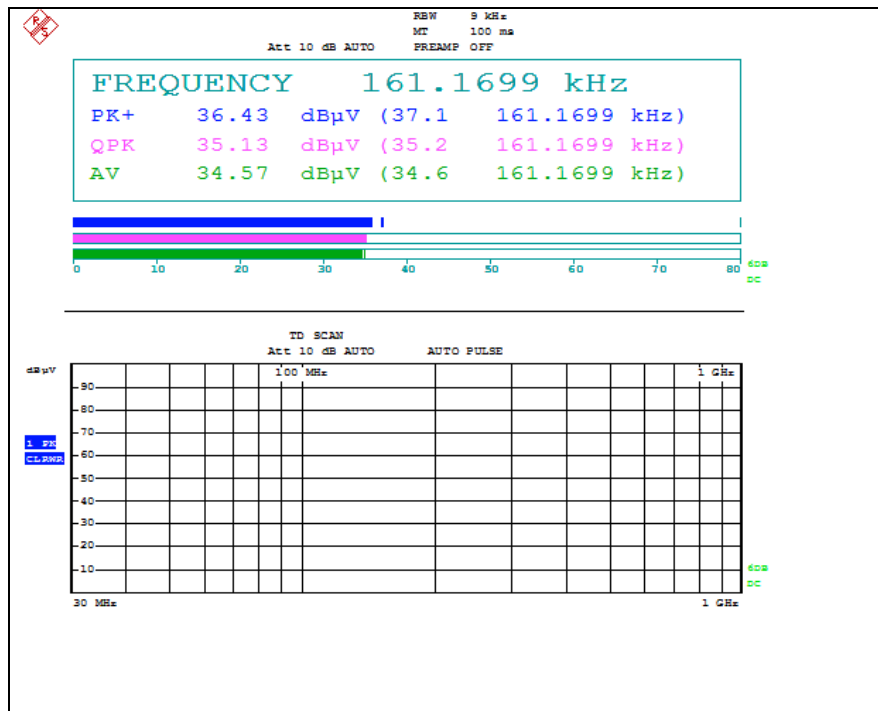 RBW 9 kHz
MT 100 ms
Att 10 dB AUTO PREAMP OFF
FREQUENCY 161.1699 kHz
PK+ 36.43 dBµV (37.1 161.1699 kHz)
QPK 35.13 dBµV (35.2 161.1699 kHz)
AV 34.57 dBµV (34.6 161.1699 kHz)
0 10 20 30 40 50 60 70 80
6DB
DC
TD SCAN
Att 10 dB AUTO AUTO PULSE
dBµV
100 MHz 1 GHz
90
80
70
1 PK
CLRWR
60
50
40
30
20
10
6DB
DC
30 MHz 1 GHz